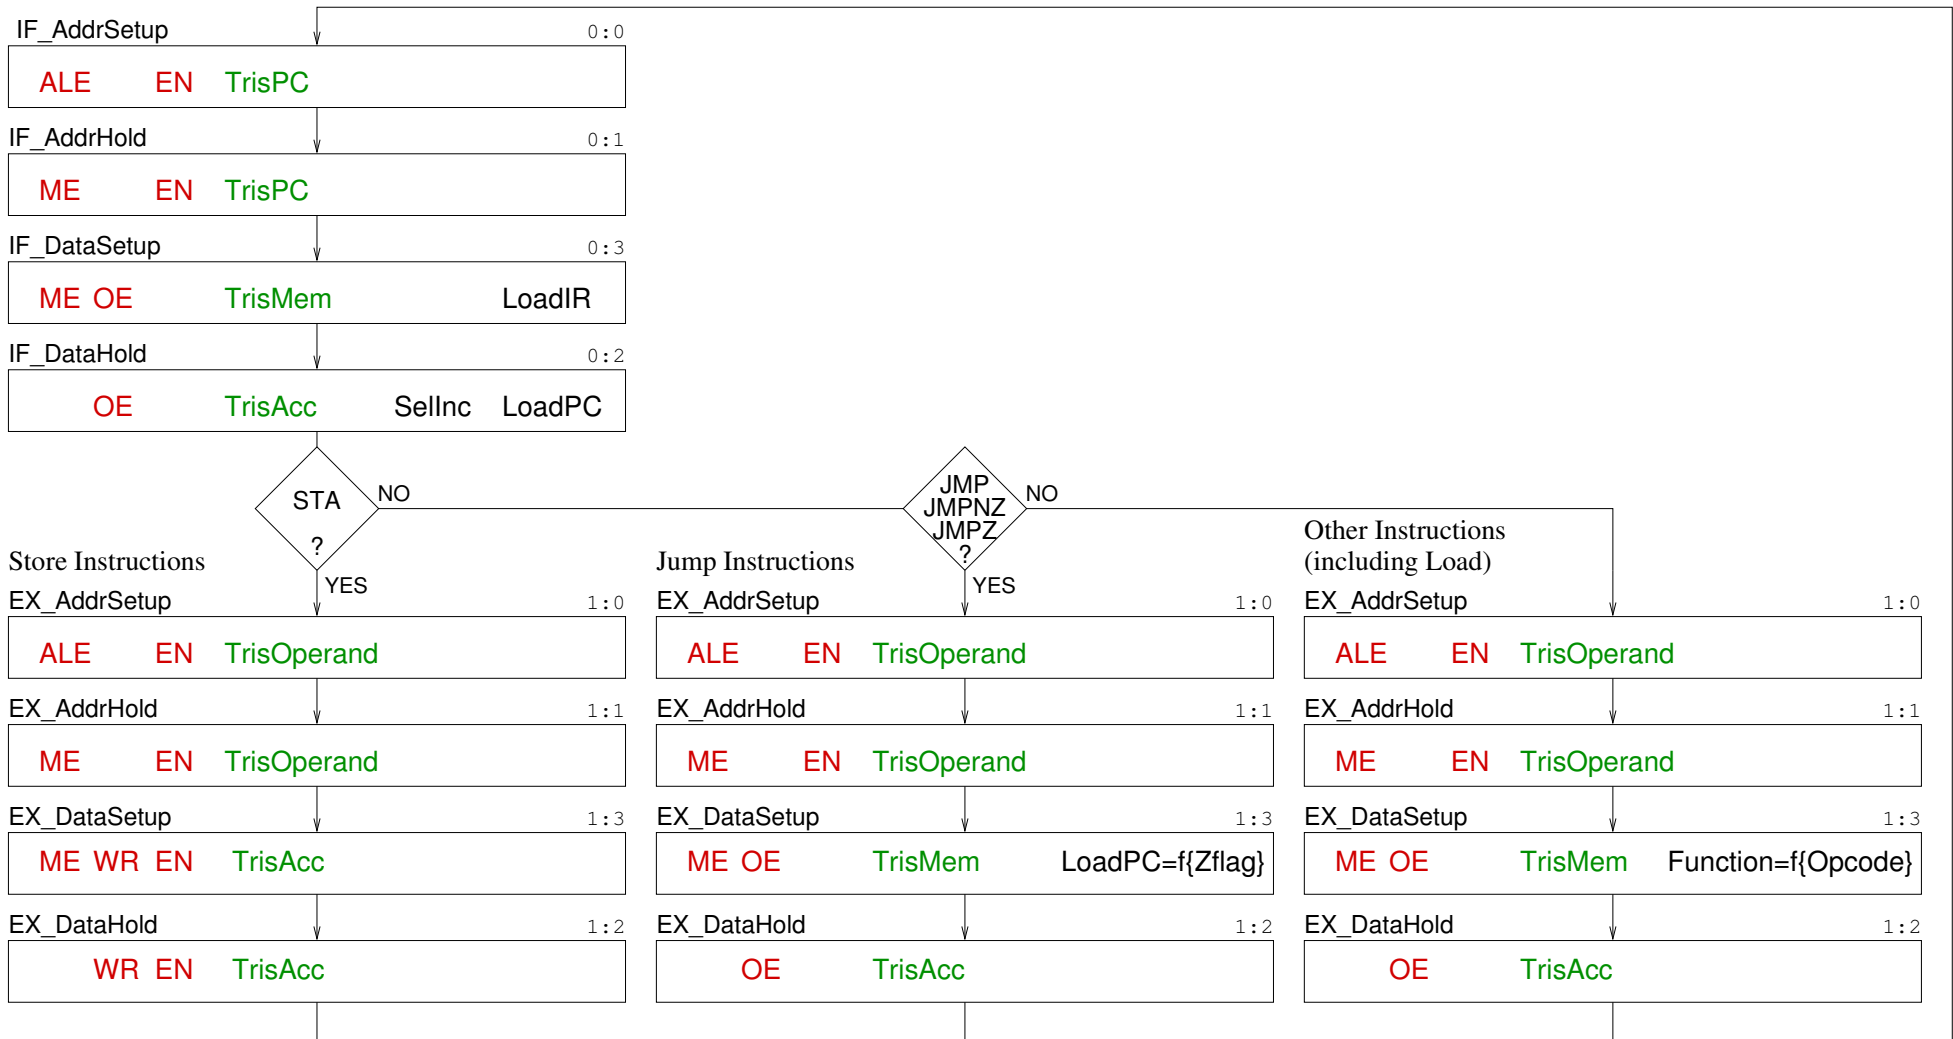 IF_AddrSetup 0:0
ALE EN TrisPC
IF_AddrHold 0:1
ME EN TrisPC
IF_DataSetup 0:3
ME OE TrisMem LoadIR
IF_DataHold 0:2
OE TrisAcc SelInc LoadPC
STA
?
NO
YES
JMP
JMPNZ
JMPZ
?
NO
YES
Store Instructions
EX_AddrSetup 1:0
ALE EN TrisOperand
EX_AddrHold 1:1
ME EN TrisOperand
EX_DataSetup 1:3
ME WR EN TrisAcc
EX_DataHold 1:2
WR EN TrisAcc
Jump Instructions
EX_AddrSetup 1:0
ALE EN TrisOperand
EX_AddrHold 1:1
ME EN TrisOperand
EX_DataSetup 1:3
ME OE TrisMem LoadPC=f{Zflag}
EX_DataHold 1:2
OE TrisAcc
Other Instructions
(including Load)
EX_AddrSetup 1:0
ALE EN TrisOperand
EX_AddrHold 1:1
ME EN TrisOperand
EX_DataSetup 1:3
ME OE TrisMem Function=f{Opcode}
EX_DataHold 1:2
OE TrisAcc